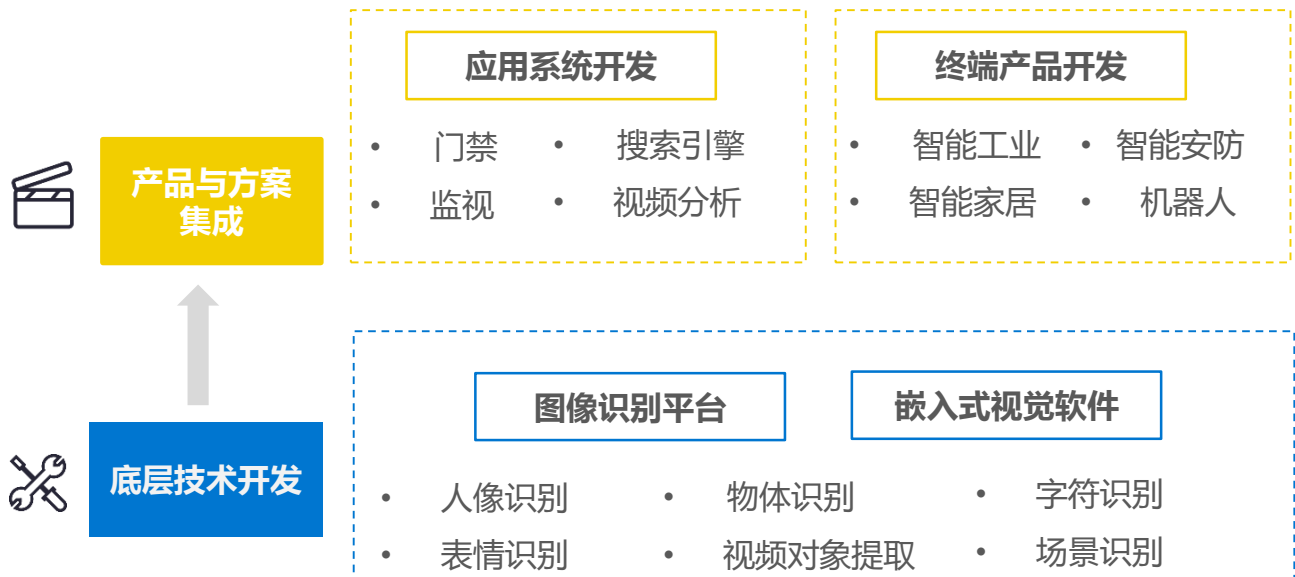 应用系统开发
终端产品开发
• 门禁 • 搜索引擎
• 监视 • 视频分析
• 智能工业 • 智能安防
• 智能家居 • 机器人
产品与方案
集成
图像识别平台
嵌入式视觉软件
底层技术开发
• 人像识别 • 物体识别 • 字符识别
• 表情识别 • 视频对象提取 • 场景识别